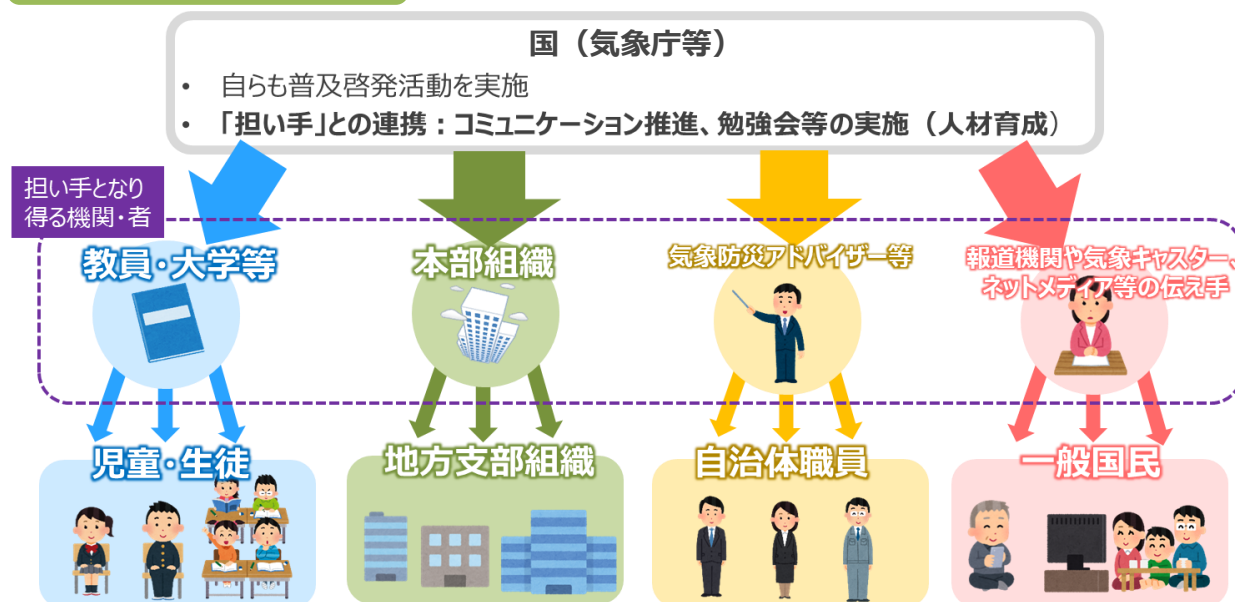 国（気象庁等）
• 自らも普及啓発活動を実施
• 「担い手」との連携：コミュニケーション推進、勉強会等の実施（人材育成）
担い手となり
得る機関・者
教員・大学等
本部組織
気象防災アドバイザー等
報道機関や気象キャスター、
ネットメディア等の伝え手
児童・生徒
地方支部組織
自治体職員
一般国民